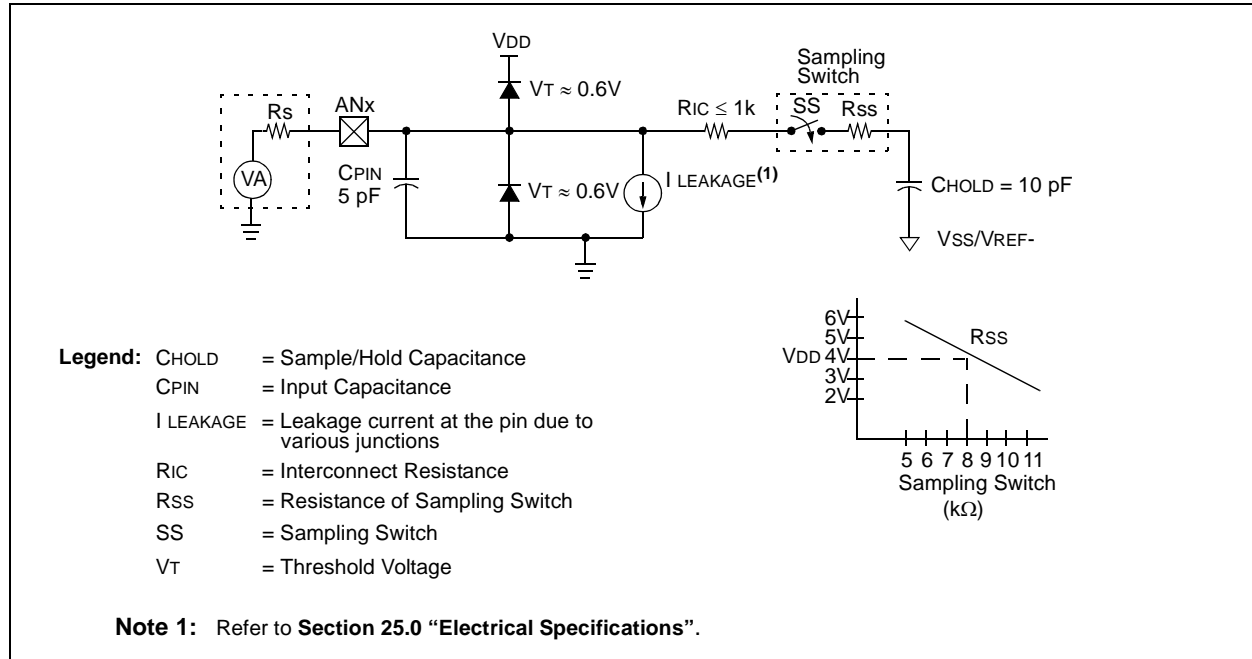 VDD
Sampling
Switch
VT ≈ 0.6V
Rs
ANx
RIC ≤ 1k
SS
Rss
VA
CPIN
5 pF
VT ≈ 0.6V
I LEAKAGE(1)
CHOLD = 10 pF
VSS/VREF-
6V
5V
VDD 4V
3V
2V
RSS
5 6 7 8 9 10 11
Sampling Switch
(kΩ)
Legend: CHOLD = Sample/Hold Capacitance
CPIN = Input Capacitance
I LEAKAGE = Leakage current at the pin due to
various junctions
RIC = Interconnect Resistance
RSS = Resistance of Sampling Switch
SS = Sampling Switch
VT = Threshold Voltage
Note 1: Refer to Section 25.0 “Electrical Specifications”.